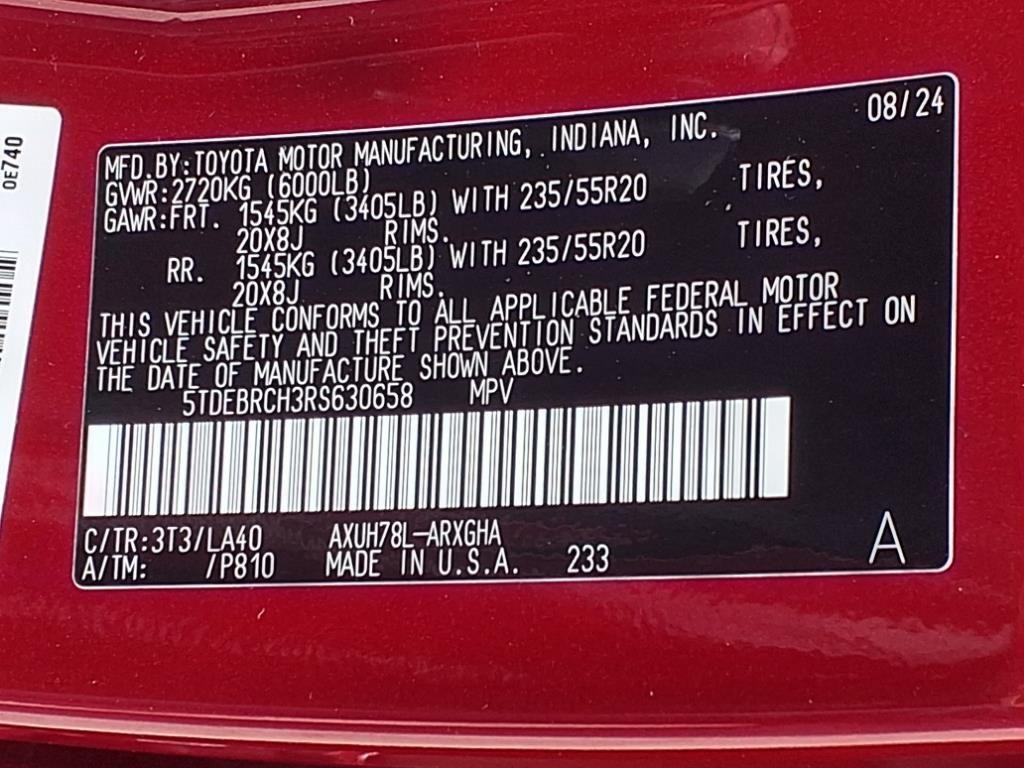 08/24
MFD.BY:TOYOTA MOTOR MANUFACTURING, INDIANA, INC.
GVWR:2720KG (6000LB)
GAWR:FRT. 1545KG (3405LB) WITH 235/55R20 TIRES,
20X8J RIMS.
RR. 1545KG (3405LB) WITH 235/55R20 TIRES,
20X8J RIMS.
THIS VEHICLE CONFORMS TO ALL APPLICABLE FEDERAL MOTOR
VEHICLE SAFETY AND THEFT PREVENTION STANDARDS IN EFFECT ON
THE DATE OF MANUFACTURE SHOWN ABOVE.
5TDEBRCH3RS630658 MPV
C/TR:3T3/LA40 AXUH78L-ARXGHA
A/TM: /P810 MADE IN U.S.A. 233 A
0E740